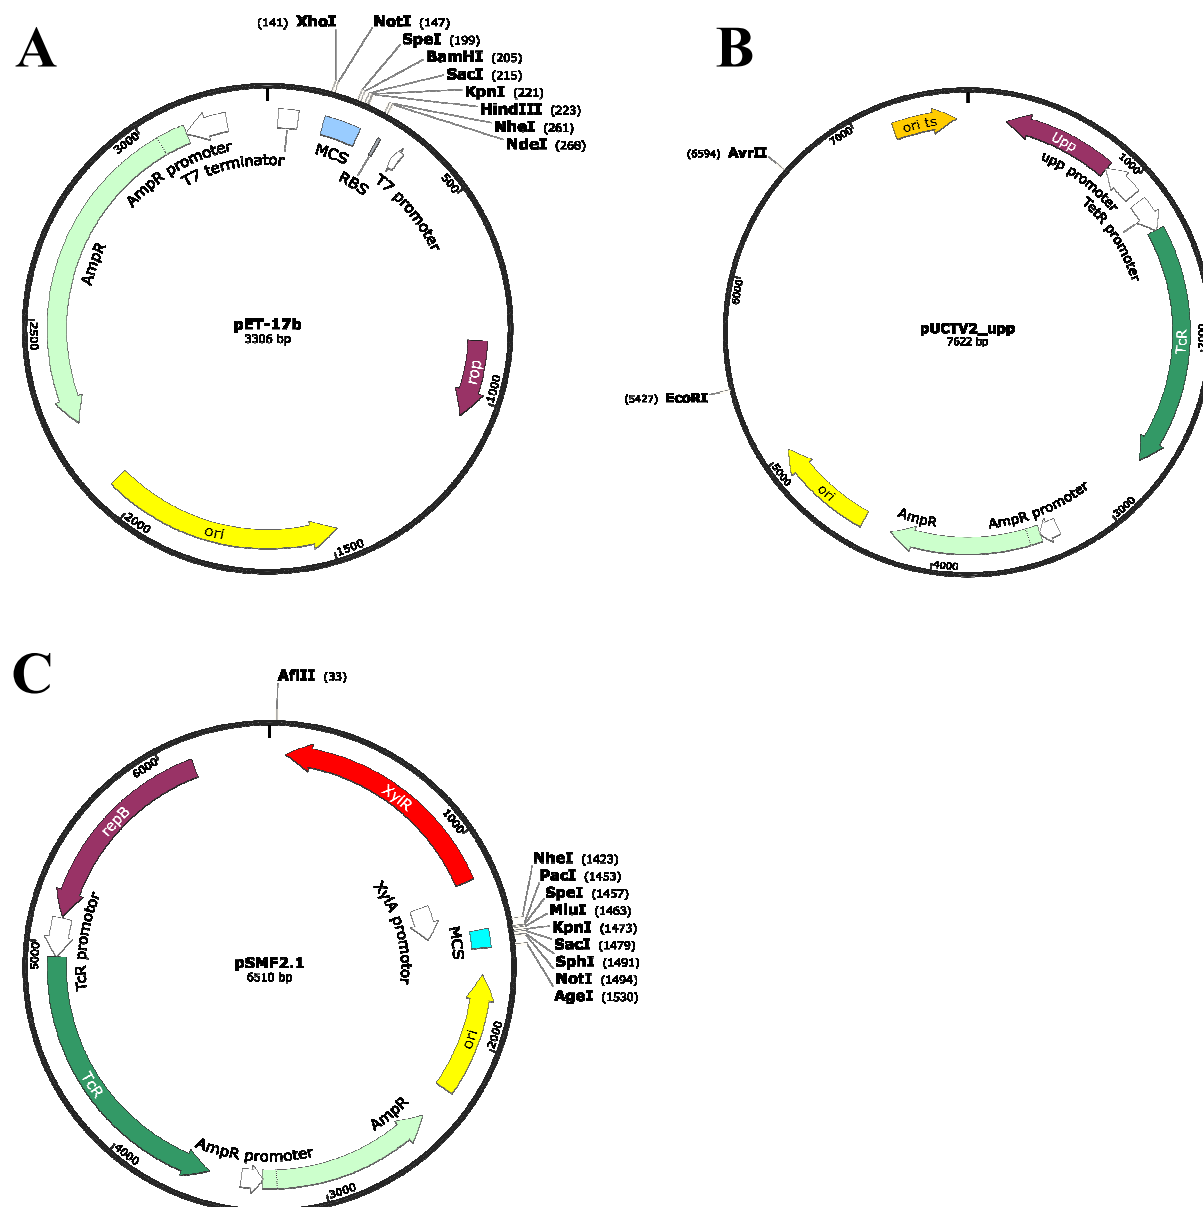 A
(141) XhoI
NotI (147)
SpeI (199)
BamHI (205)
SacI (215)
KpnI (221)
HindIII (223)
NheI (261)
NdeI (268)
3000
AmpR promoter
T7 terminator
MCS
RBS
T7 promoter
500
AmpR
2500
pET-17b
3306 bp
rop
1000
2000
ori
1500
B
7000
ori ts
Upp
1000
(6594) AvrII
upp promoter
TetR promoter
6000
pUCTV2_upp
7622 bp
TcR
(5427) EcoRI
5000
ori
AmpR
AmpR promoter
3000
4000
C
AflII (33)
6000
repB
XylR
1000
NheI (1423)
PacI (1453)
SpeI (1457)
MluI (1463)
KpnI (1473)
SacI (1479)
SphI (1491)
NotI (1494)
AgeI (1530)
XylA promotor
MCS
5000
TcR promotor
pSMF2.1
6510 bp
ori
2000
TcR
AmpR
AmpR promoter
4000
3000